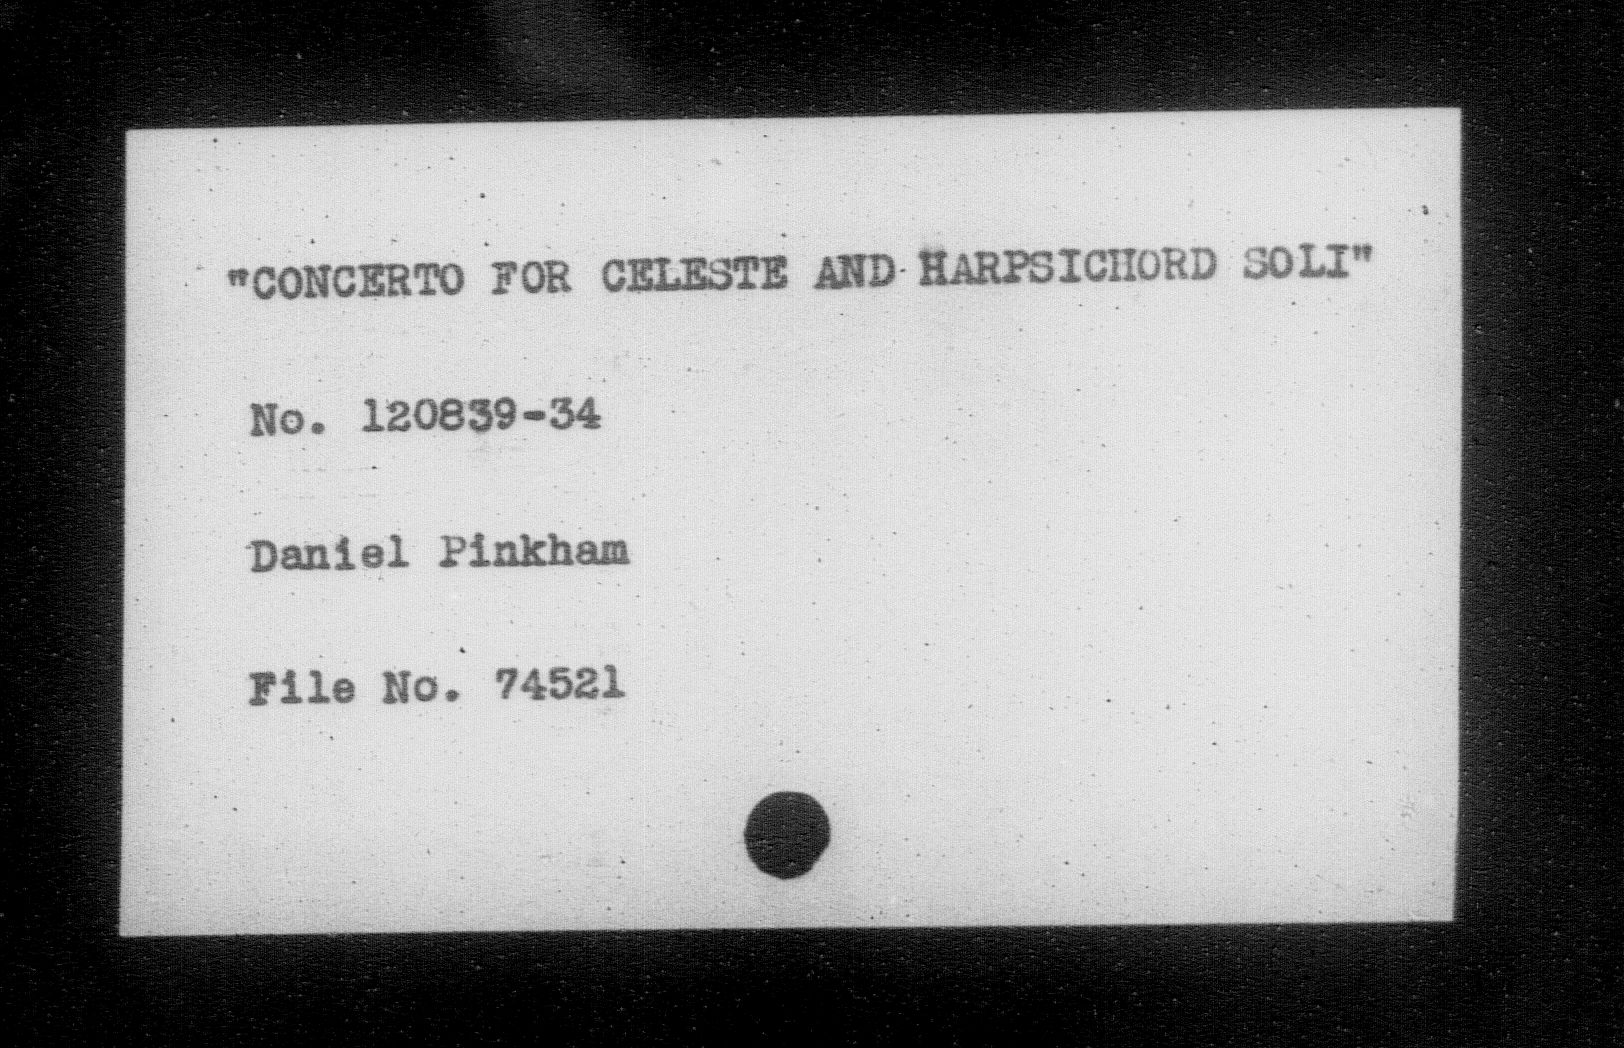 "CONCERTO FOR CELESTE AND HARPSICHORD SOLI"
No. 120839-34
Daniel Pinkham
File No. 74521